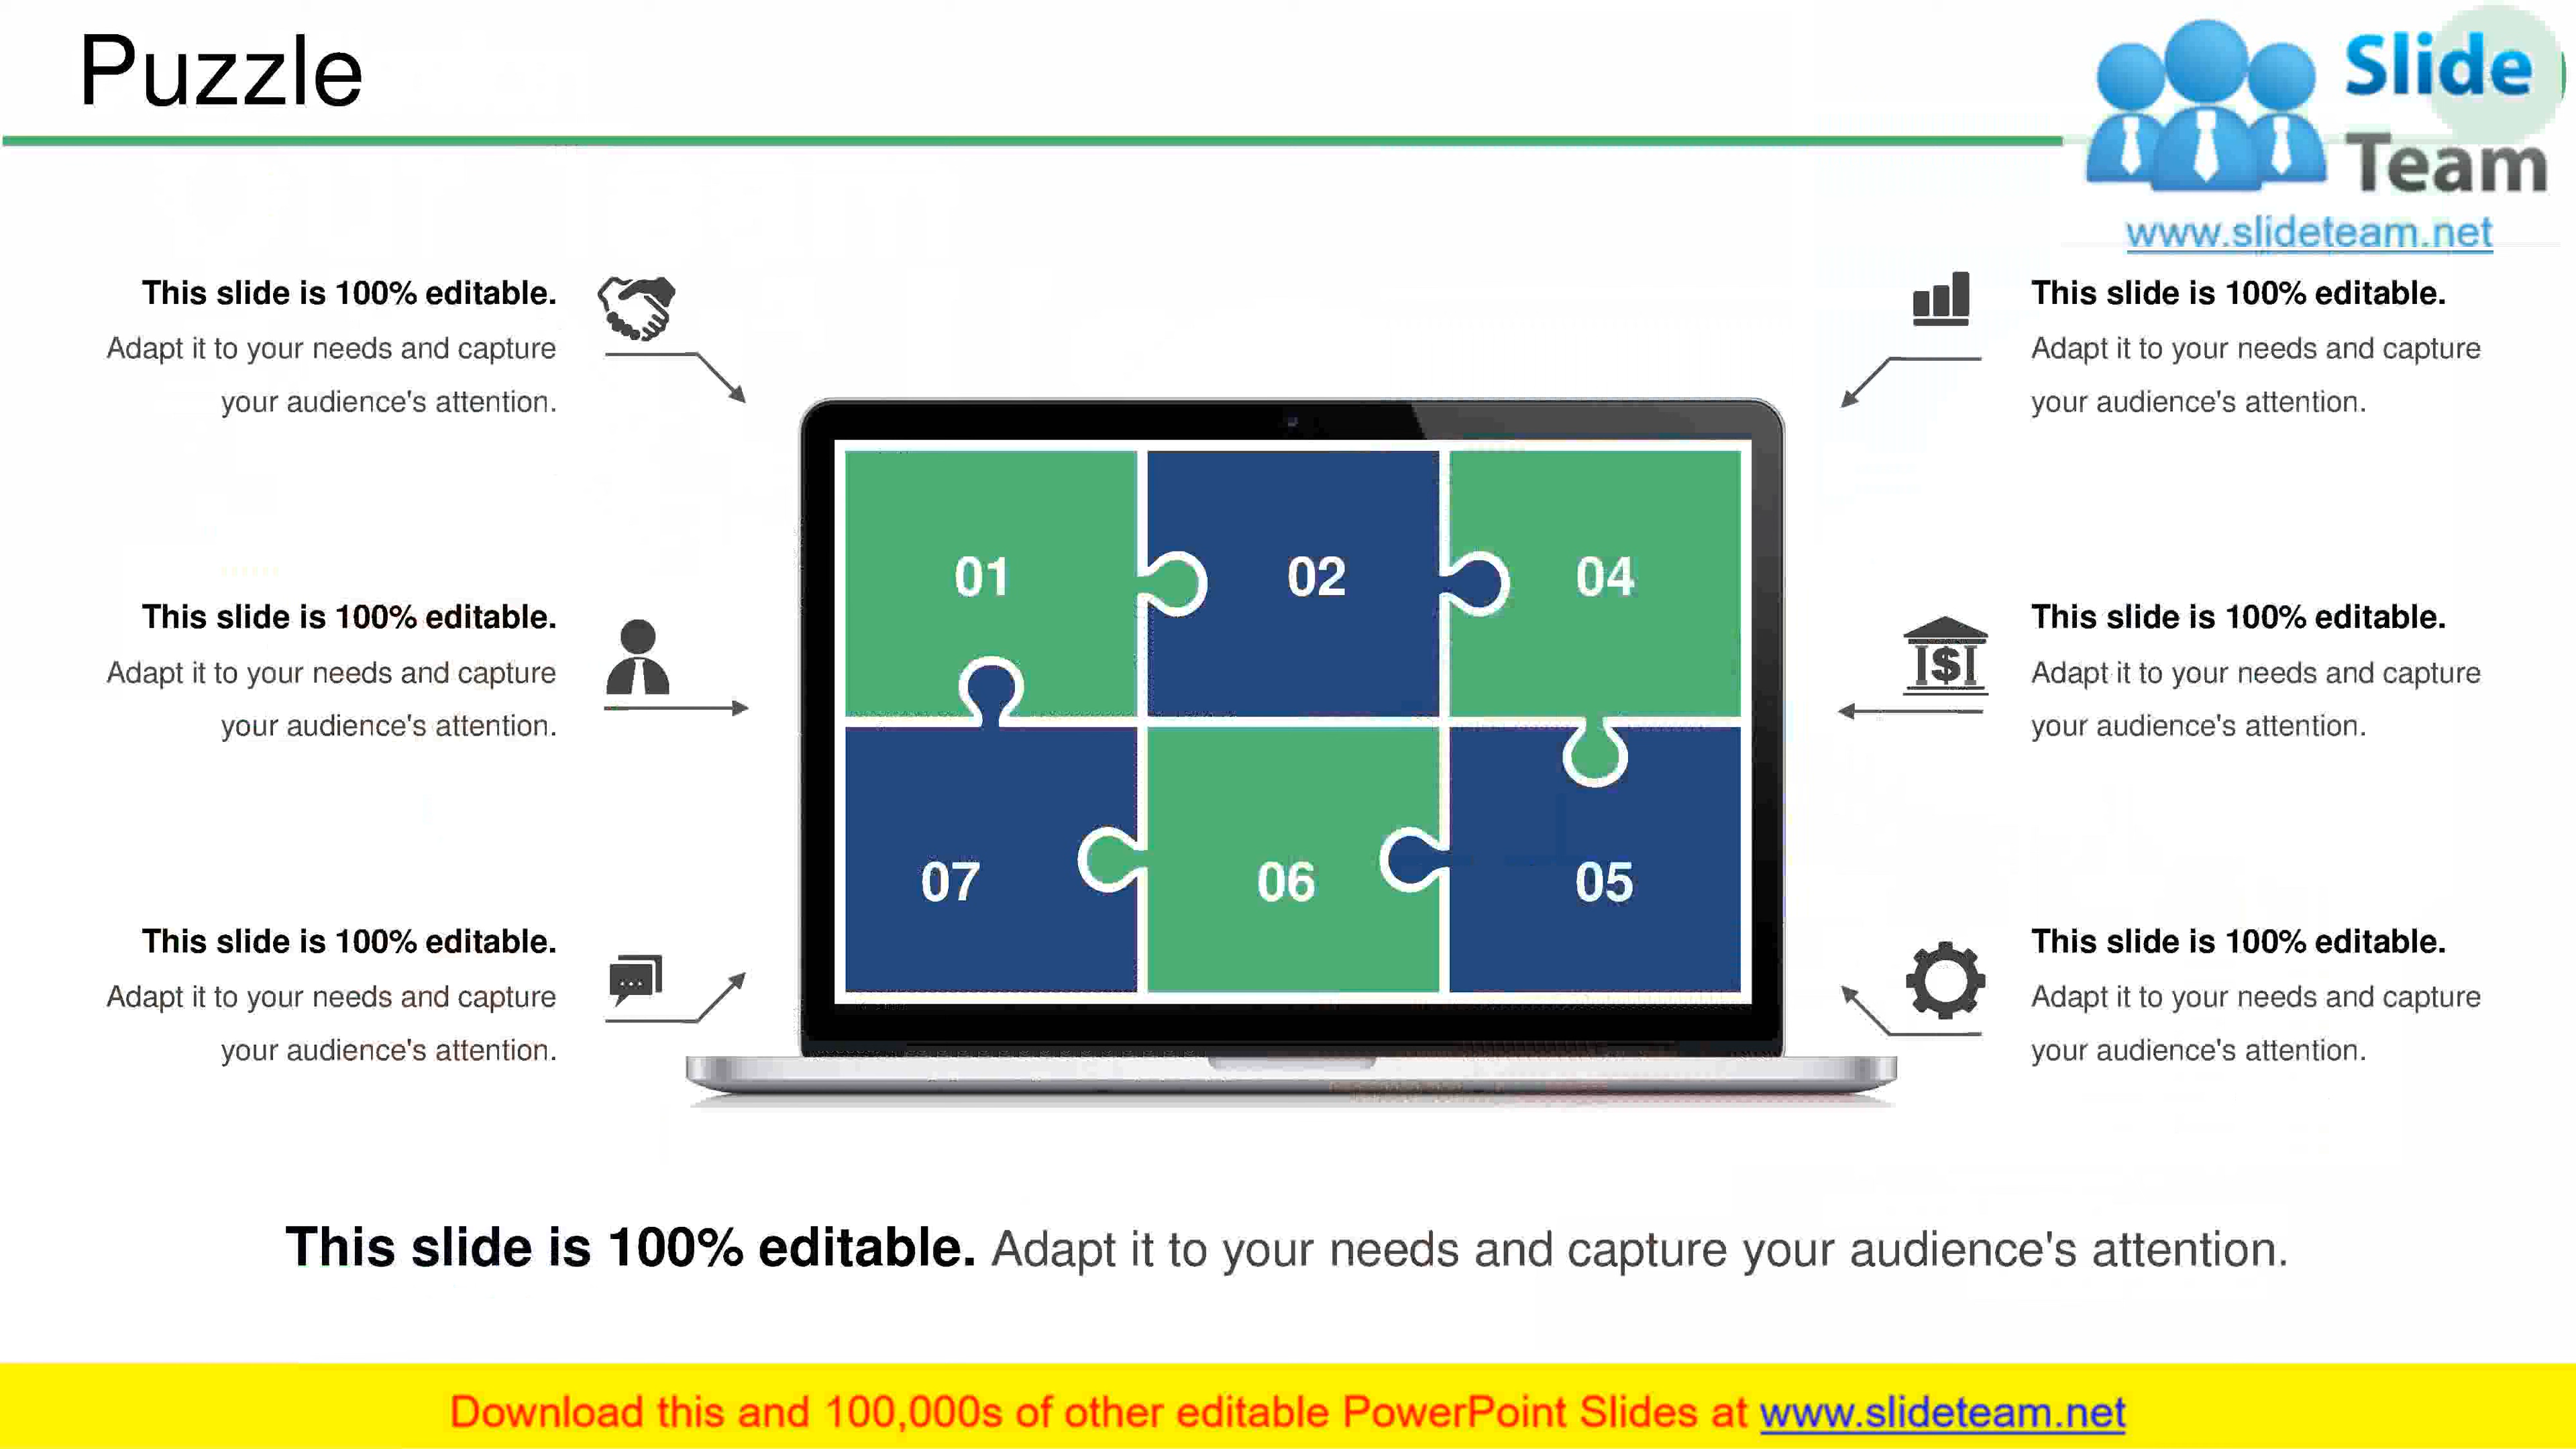 Puzzle
Slide
Team
www.slideteam.net
This slide is 100% editable.
Adapt it to your needs and capture
your audience's attention.
This slide is 100% editable.
Adapt it to your needs and capture
your audience's attention.
This slide is 100% editable.
Adapt it to your needs and capture
your audience's attention.
01
02
04
07
06
05
$
This slide is 100% editable.
Adapt it to your needs and capture
your audience's attention.
This slide is 100% editable.
Adapt it to your needs and capture
your audience's attention.
This slide is 100% editable.
Adapt it to your needs and capture
your audience's attention.
This slide is 100% editable. Adapt it to your needs and capture your audience's attention.
Download this and 100,000s of other editable PowerPoint Slides at www.slideteam.net